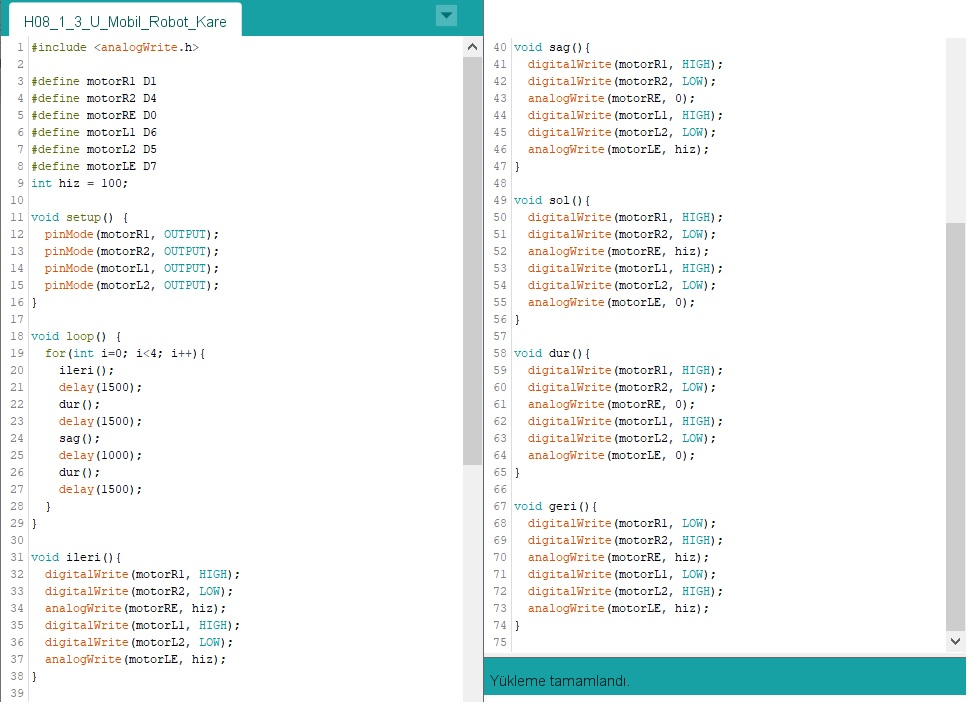 H08_1_3_U_Mobil_Robot_Kare
1 #include <analogWrite.h>
2
3 #define motorR1 D1
4 #define motorR2 D4
5 #define motorRE D0
6 #define motorL1 D6
7 #define motorL2 D5
8 #define motorLE D7
9 int hiz = 100;
10
11 void setup() {
12   pinMode(motorR1, OUTPUT);
13   pinMode(motorR2, OUTPUT);
14   pinMode(motorL1, OUTPUT);
15   pinMode(motorL2, OUTPUT);
16 }
17
18 void loop() {
19   for(int i=0; i<4; i++){
20     ileri();
21     delay(1500);
22     dur();
23     delay(1500);
24     sag();
25     delay(1000);
26     dur();
27     delay(1500);
28   }
29 }
30
31 void ileri(){
32   digitalWrite(motorR1, HIGH);
33   digitalWrite(motorR2, LOW);
34   analogWrite(motorRE, hiz);
35   digitalWrite(motorL1, HIGH);
36   digitalWrite(motorL2, LOW);
37   analogWrite(motorLE, hiz);
38 }
39
40 void sag(){
41   digitalWrite(motorR1, HIGH);
42   digitalWrite(motorR2, LOW);
43   analogWrite(motorRE, 0);
44   digitalWrite(motorL1, HIGH);
45   digitalWrite(motorL2, LOW);
46   analogWrite(motorLE, hiz);
47 }
48
49 void sol(){
50   digitalWrite(motorR1, HIGH);
51   digitalWrite(motorR2, LOW);
52   analogWrite(motorRE, hiz);
53   digitalWrite(motorL1, HIGH);
54   digitalWrite(motorL2, LOW);
55   analogWrite(motorLE, 0);
56 }
57
58 void dur(){
59   digitalWrite(motorR1, HIGH);
60   digitalWrite(motorR2, LOW);
61   analogWrite(motorRE, 0);
62   digitalWrite(motorL1, HIGH);
63   digitalWrite(motorL2, LOW);
64   analogWrite(motorLE, 0);
65 }
66
67 void geri(){
68   digitalWrite(motorR1, LOW);
69   digitalWrite(motorR2, HIGH);
70   analogWrite(motorRE, hiz);
71   digitalWrite(motorL1, LOW);
72   digitalWrite(motorL2, HIGH);
73   analogWrite(motorLE, hiz);
74 }
75
Yükleme tamamlandı.